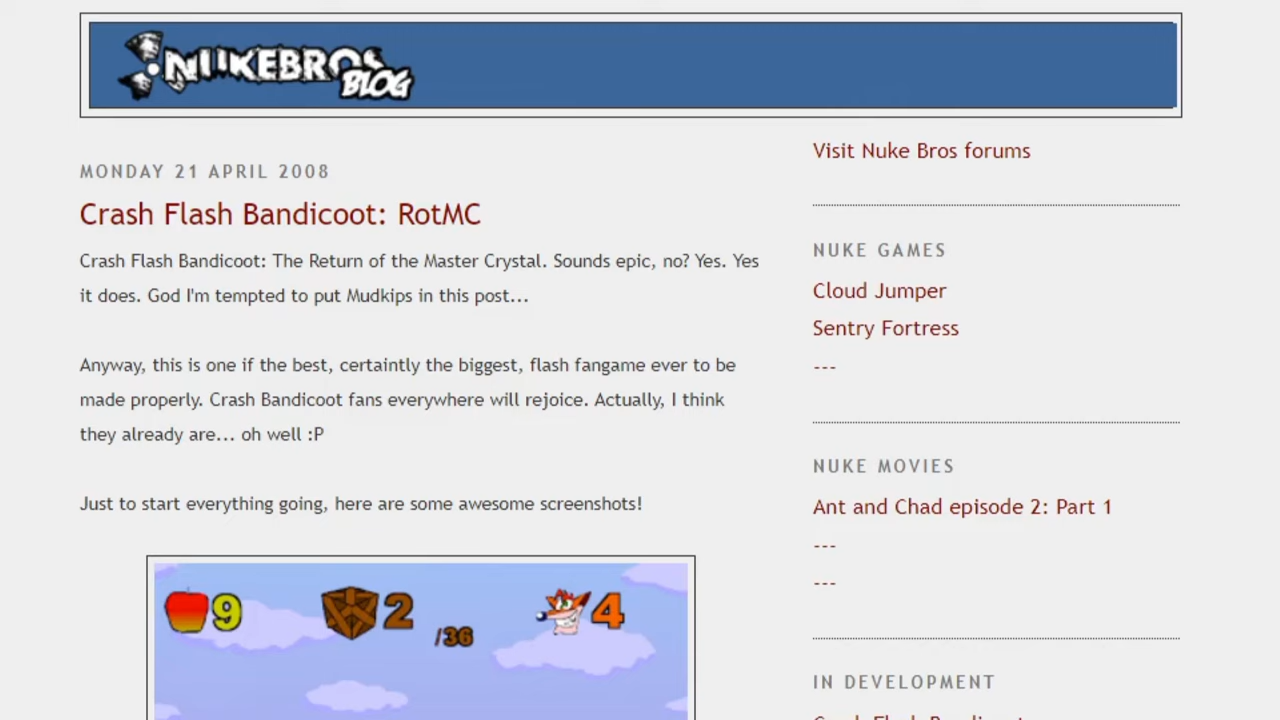 NUKEBROS
BLOG
MONDAY 21 APRIL 2008
Crash Flash Bandicoot: RotMC
Crash Flash Bandicoot: The Return of the Master Crystal. Sounds epic, no? Yes. Yes
it does. God I'm tempted to put Mudkips in this post...
Anyway, this is one if the best, certaintly the biggest, flash fangame ever to be
made properly. Crash Bandicoot fans everywhere will rejoice. Actually, I think
they already are... oh well :P
Just to start everything going, here are some awesome screenshots!
9 2 /36 4
Visit Nuke Bros forums
NUKE GAMES
Cloud Jumper
Sentry Fortress
---
NUKE MOVIES
Ant and Chad episode 2: Part 1
---
---
IN DEVELOPMENT